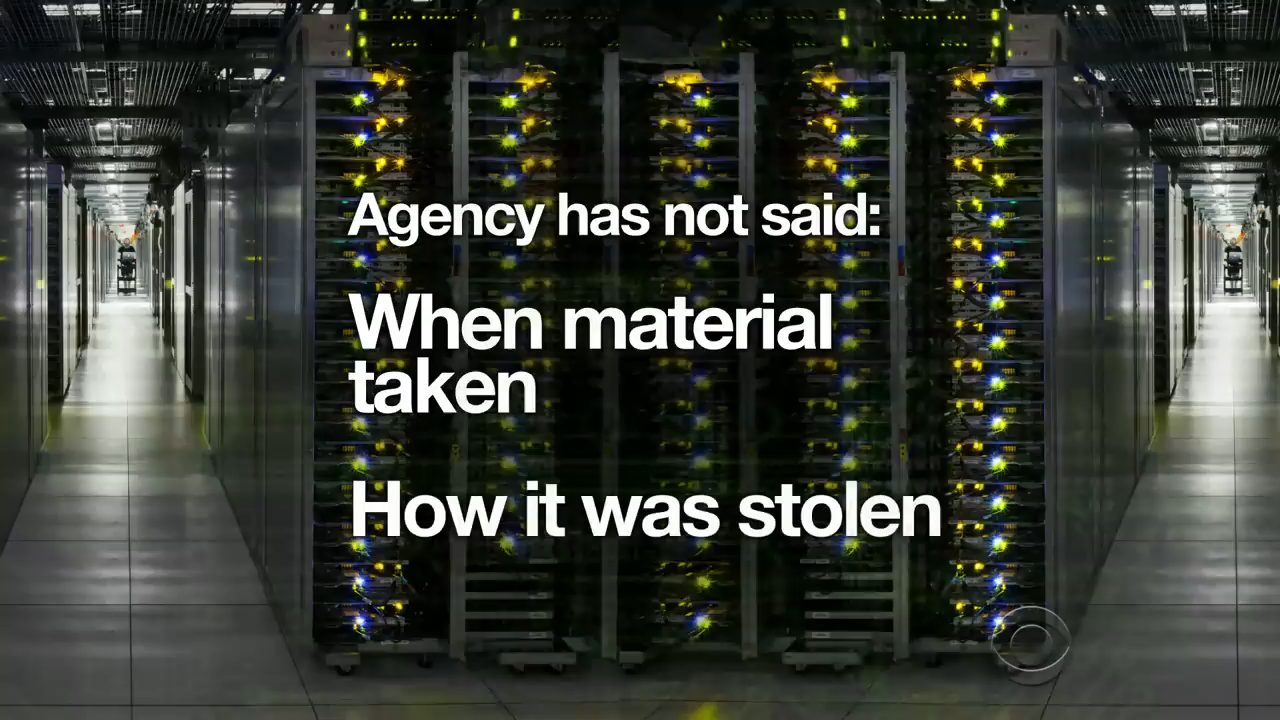 Agency has not said:
When material
taken
How it was stolen